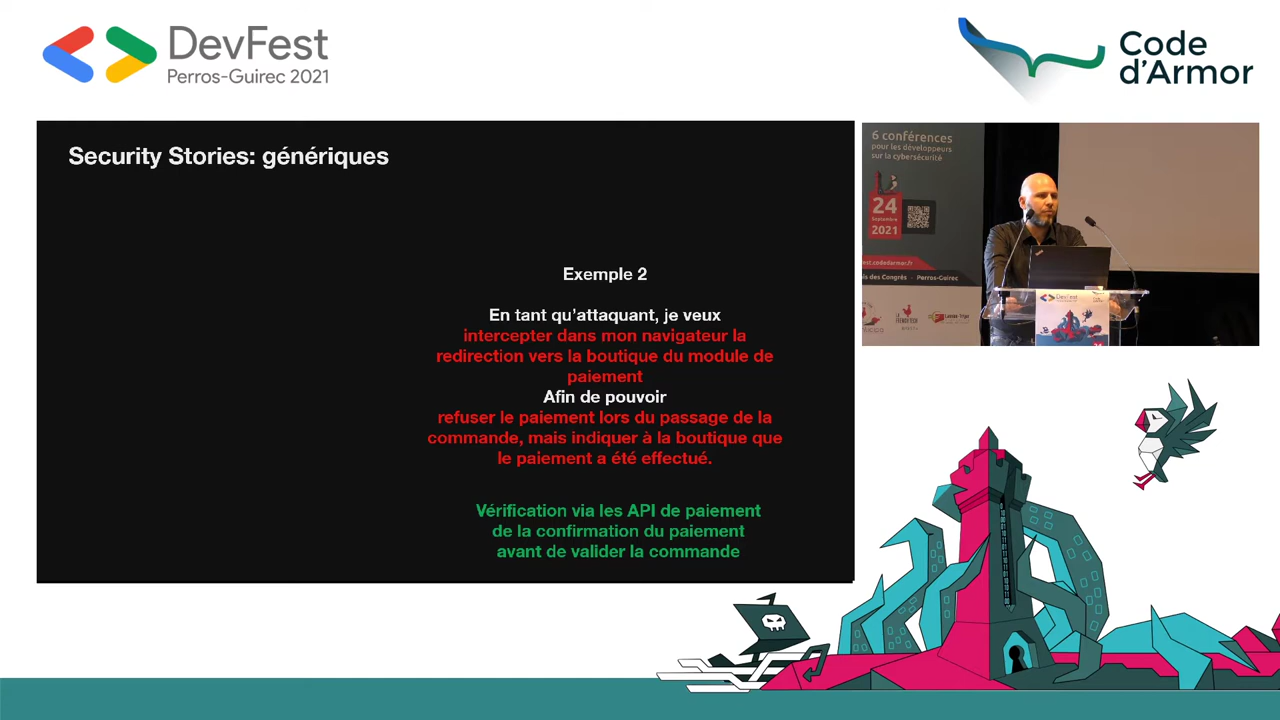 DevFest
Perros-Guirec 2021
Code
d'Armor
Security Stories: génériques
Exemple 2
En tant qu'attaquant, je veux
intercepter dans mon navigateur la
redirection vers la boutique du module de
paiement
Afin de pouvoir
refuser le paiement lors du passage de la
commande, mais indiquer à la boutique que
le paiement a été effectué.
Vérification via les API de paiement
de la confirmation du paiement
avant de valider la commande
6 conférences
pour les développeurs
sur la cybersécurité
24
Septembre
2021
Perros-Guirec
DevFest